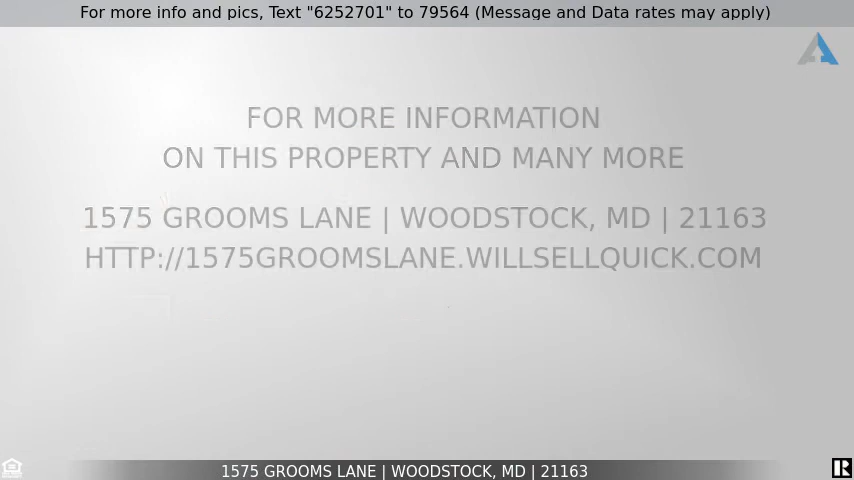 For more info and pics, Text "6252701" to 79564 (Message and Data rates may apply)
FOR MORE INFORMATION
ON THIS PROPERTY AND MANY MORE
1575 GROOMS LANE | WOODSTOCK, MD | 21163
HTTP://1575GROOMSLANE.WILLSELLQUICK.COM
1575 GROOMS LANE | WOODSTOCK, MD | 21163